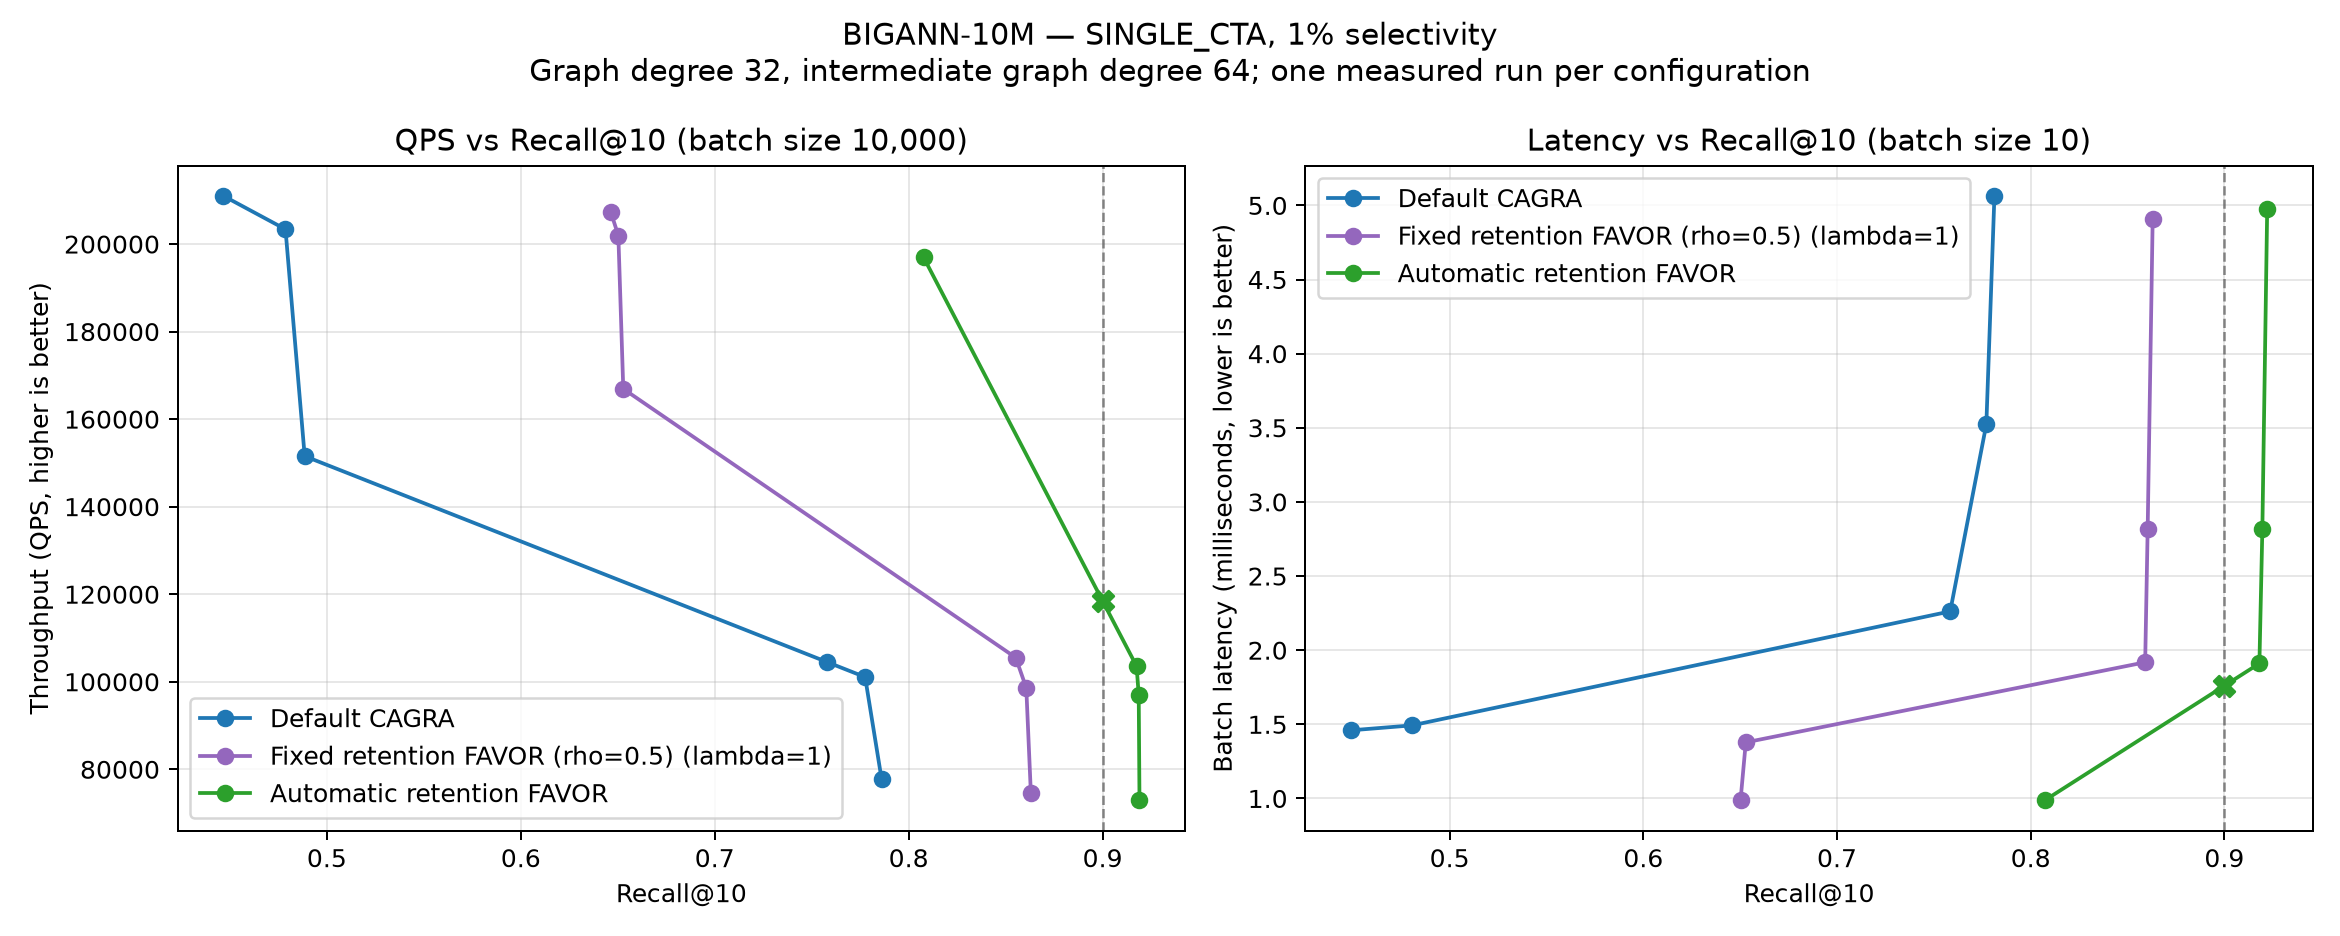 BIGANN-10M — SINGLE_CTA, 1% selectivity
Graph degree 32, intermediate graph degree 64; one measured run per configuration
QPS vs Recall@10 (batch size 10,000)
Throughput (QPS, higher is better)
200000
180000
160000
140000
120000
100000
80000
Default CAGRA
Fixed retention FAVOR (rho=0.5) (lambda=1)
Automatic retention FAVOR
0.5
0.6
0.7
0.8
0.9
Recall@10
Latency vs Recall@10 (batch size 10)
Batch latency (milliseconds, lower is better)
5.0
4.5
4.0
3.5
3.0
2.5
2.0
1.5
1.0
Default CAGRA
Fixed retention FAVOR (rho=0.5) (lambda=1)
Automatic retention FAVOR
0.5
0.6
0.7
0.8
0.9
Recall@10